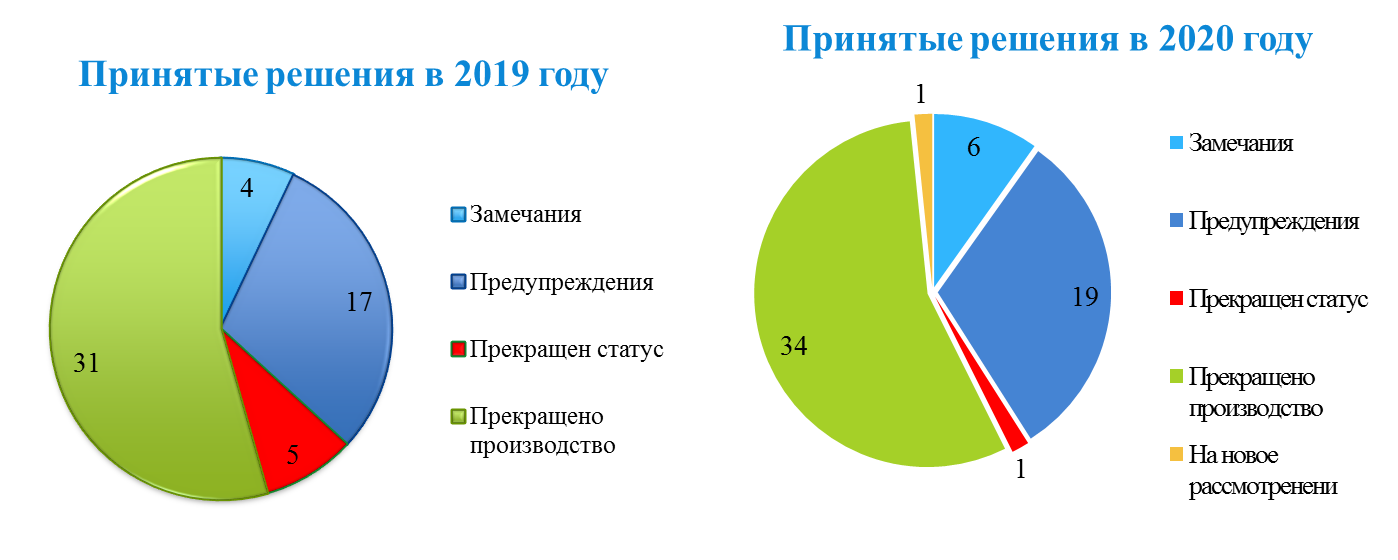 Принятые решения в 2019 году
4
17
5
31
Замечания
Предупреждения
Прекращен статус
Прекращено
производство
Принятые решения в 2020 году
1
6
19
1
34
Замечания
Предупреждения
Прекращен статус
Прекращено
производство
На новое
рассмотренени